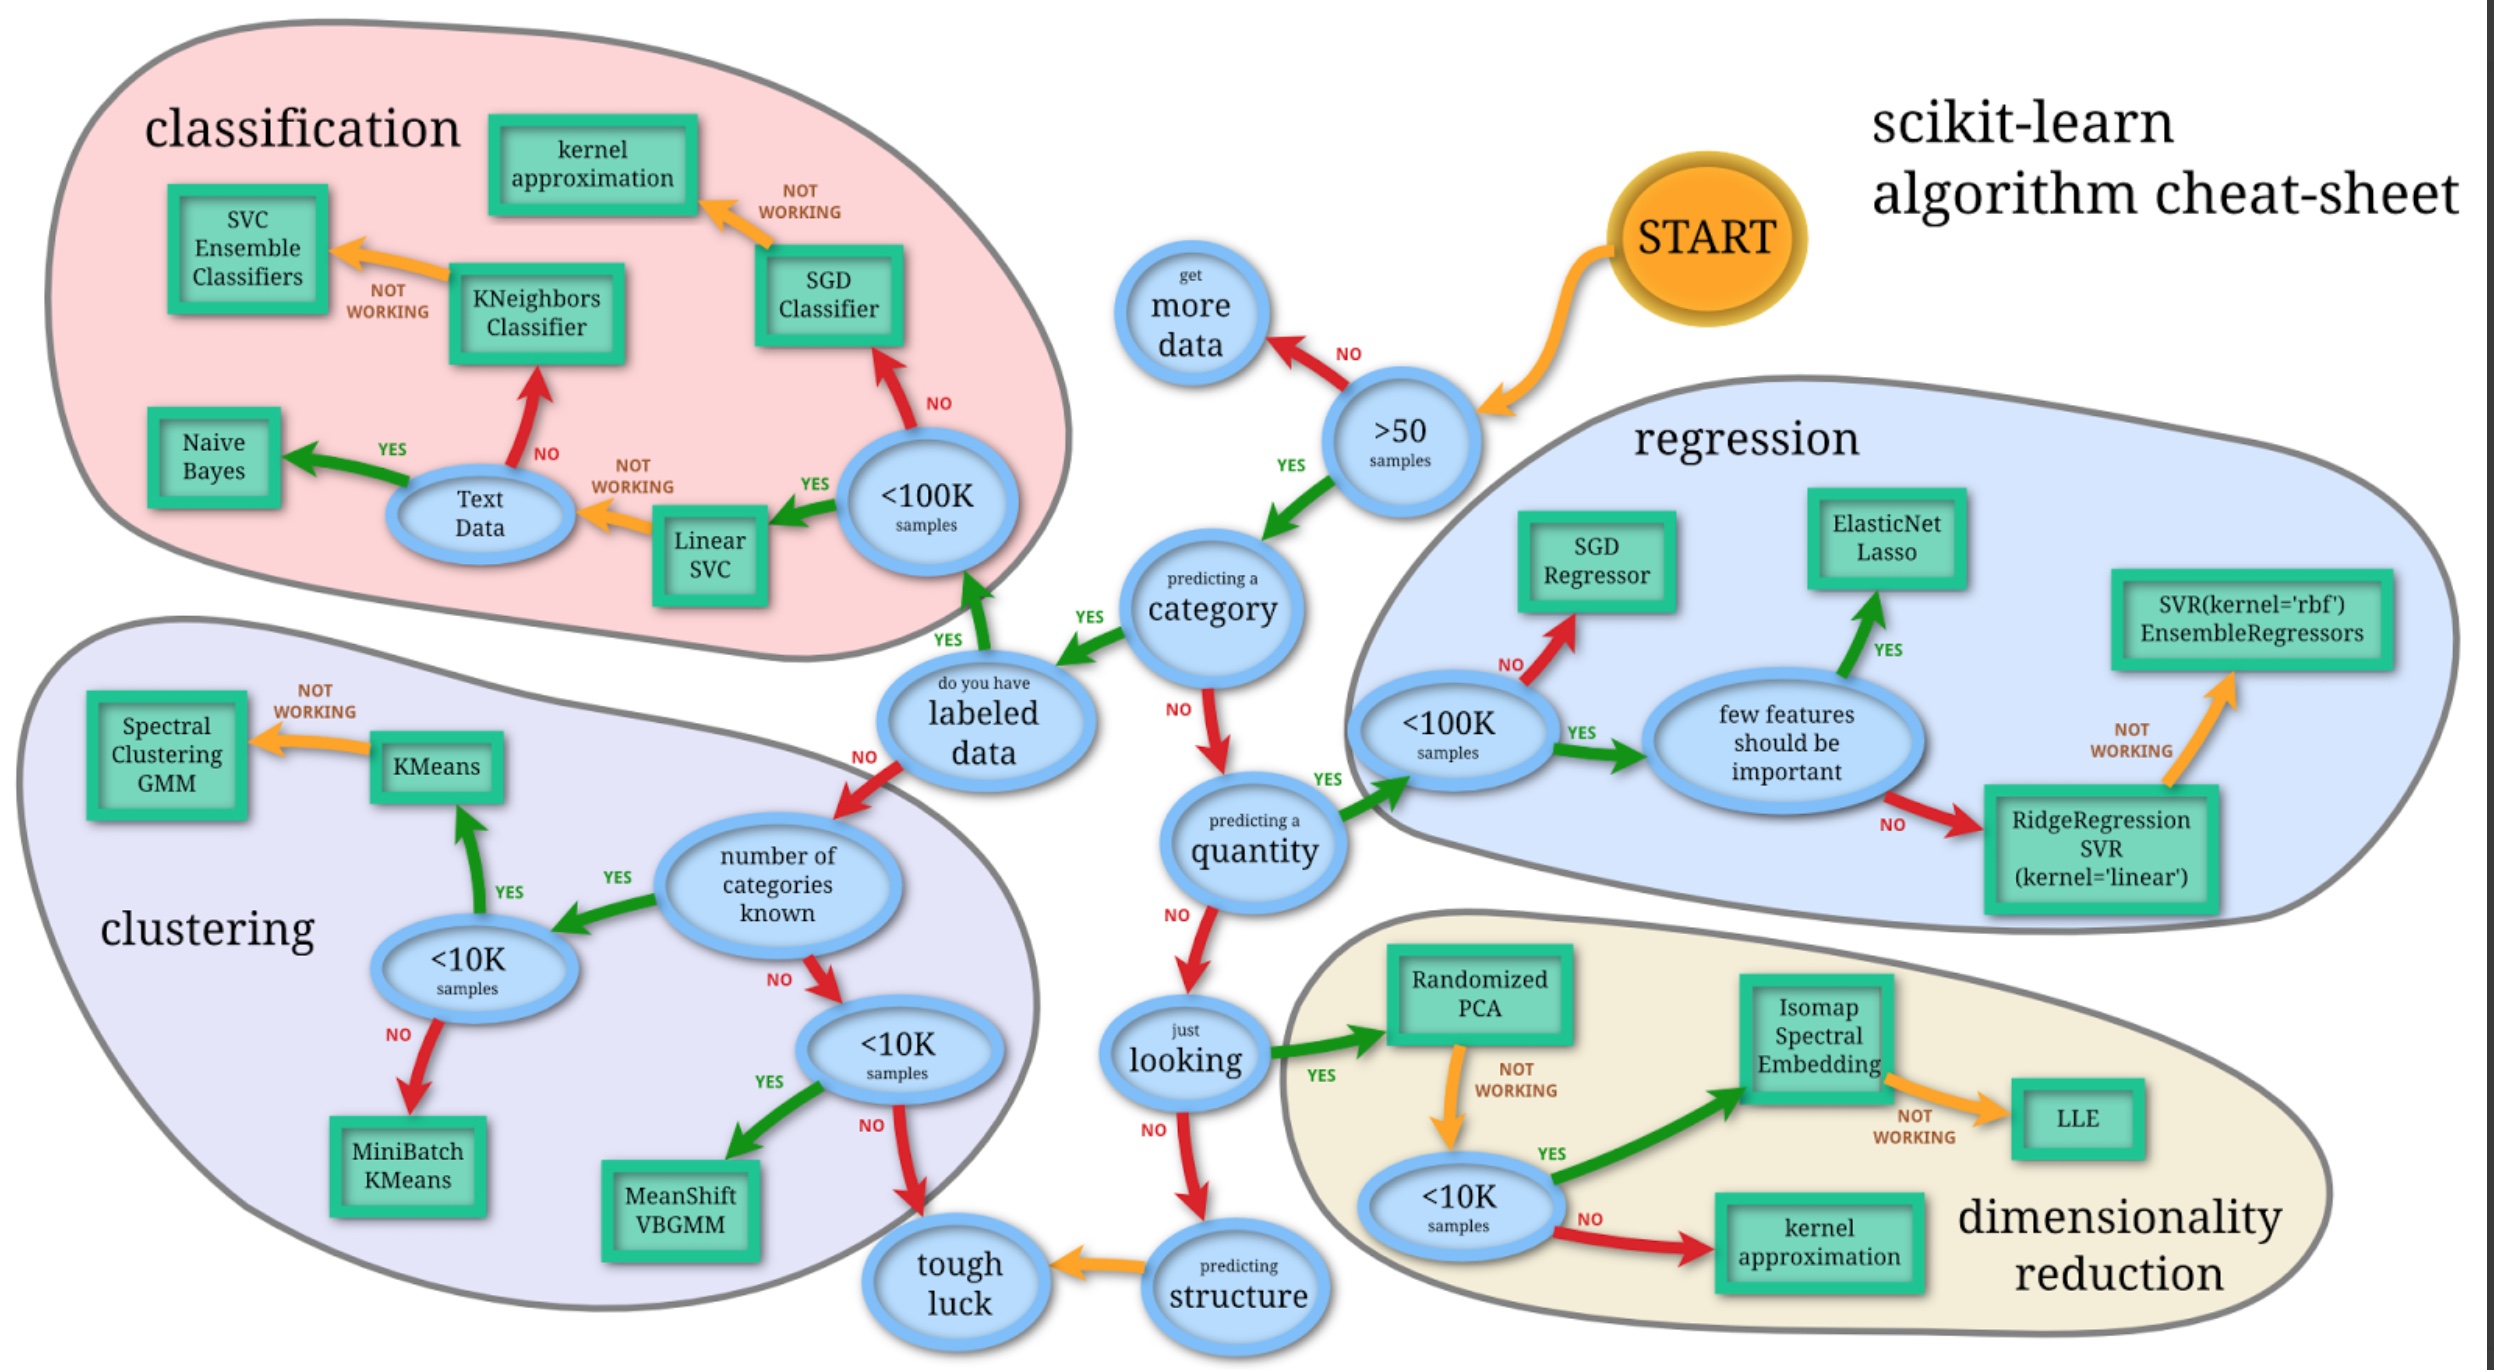 scikit-learn
algorithm cheat-sheet
START
classification
kernel
approximation
NOT
WORKING
SVC
Ensemble
Classifiers
NOT
WORKING
KNeighbors
Classifier
SGD
Classifier
NO
Naive
Bayes
YES
Text
Data
NO
NOT
WORKING
Linear
SVC
YES
<100K
samples
YES
get
more
data
NO
>50
samples
YES
predicting a
category
YES
NO
do you have
labeled
data
NO
predicting a
quantity
YES
NO
just
looking
YES
NO
predicting
structure
tough
luck
regression
SGD
Regressor
NO
<100K
samples
YES
ElasticNet
Lasso
YES
few features
should be
important
NO
SVR(kernel='rbf')
EnsembleRegressors
NOT
WORKING
RidgeRegression
SVR
(kernel='linear')
clustering
Spectral
Clustering
GMM
NOT
WORKING
KMeans
YES
number of
categories
known
YES
NO
<10K
samples
NO
MiniBatch
KMeans
<10K
samples
YES
NO
MeanShift
VBGMM
Randomized
PCA
NOT
WORKING
<10K
samples
YES
NO
Isomap
Spectral
Embedding
NOT
WORKING
LLE
kernel
approximation
dimensionality
reduction